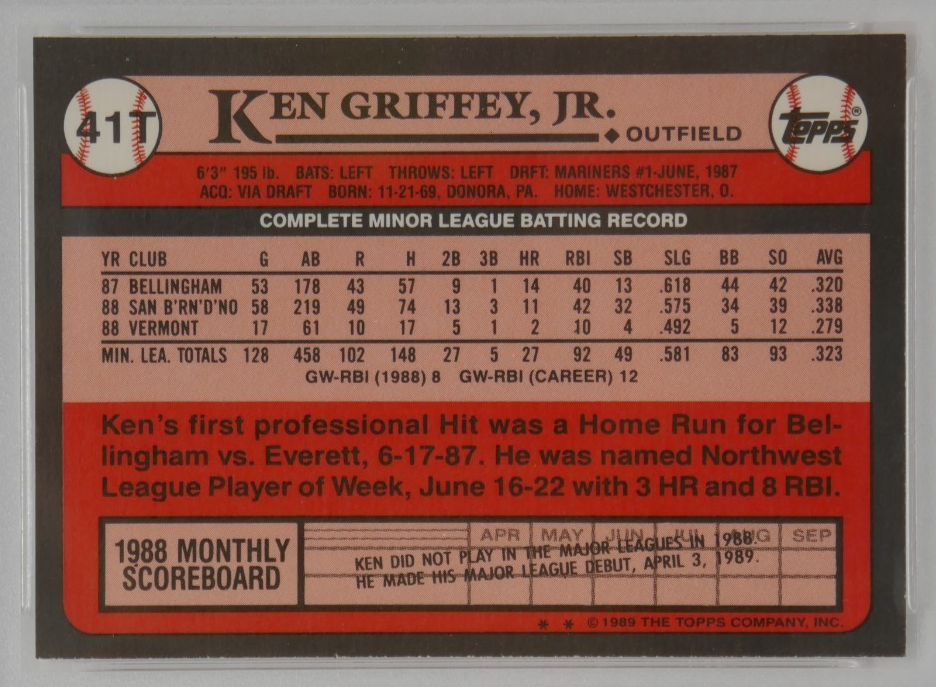 41T
KEN GRIFFEY, JR.
◆ OUTFIELD
TOPPS®
6'3" 195 lb. BATS: LEFT THROWS: LEFT DRFT: MARINERS #1-JUNE, 1987
ACQ: VIA DRAFT BORN: 11-21-69, DONORA, PA. HOME: WESTCHESTER, O.
COMPLETE MINOR LEAGUE BATTING RECORD
YR CLUB G AB R H 2B 3B HR RBI SB SLG BB SO AVG
87 BELLINGHAM 53 178 43 57 9 1 14 40 13 .618 44 42 .320
88 SAN B'RN'D'NO 58 219 49 74 13 3 11 42 32 .575 34 39 .338
88 VERMONT 17 61 10 17 5 1 2 10 4 .492 5 12 .279
MIN. LEA. TOTALS 128 458 102 148 27 5 27 92 49 .581 83 93 .323
GW-RBI (1988) 8 GW-RBI (CAREER) 12
Ken's first professional Hit was a Home Run for Bel-
lingham vs. Everett, 6-17-87. He was named Northwest
League Player of Week, June 16-22 with 3 HR and 8 RBI.
1988 MONTHLY
SCOREBOARD
APR MAY JUN JUL AUG SEP
KEN DID NOT PLAY IN THE MAJOR LEAGUES IN 1988.
HE MADE HIS MAJOR LEAGUE DEBUT, APRIL 3, 1989.
* * © 1989 THE TOPPS COMPANY, INC.